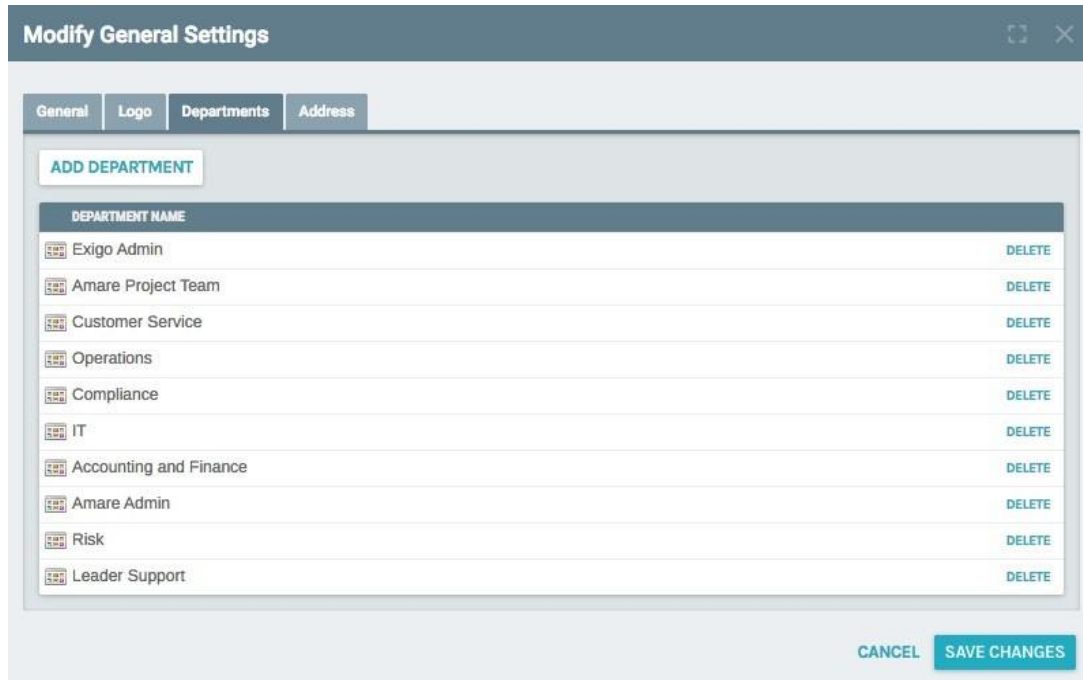 Modify General Settings
General Logo Departments Address
ADD DEPARTMENT
DEPARTMENT NAME
Exigo Admin DELETE
Amare Project Team DELETE
Customer Service DELETE
Operations DELETE
Compliance DELETE
IT DELETE
Accounting and Finance DELETE
Amare Admin DELETE
Risk DELETE
Leader Support DELETE
CANCEL SAVE CHANGES